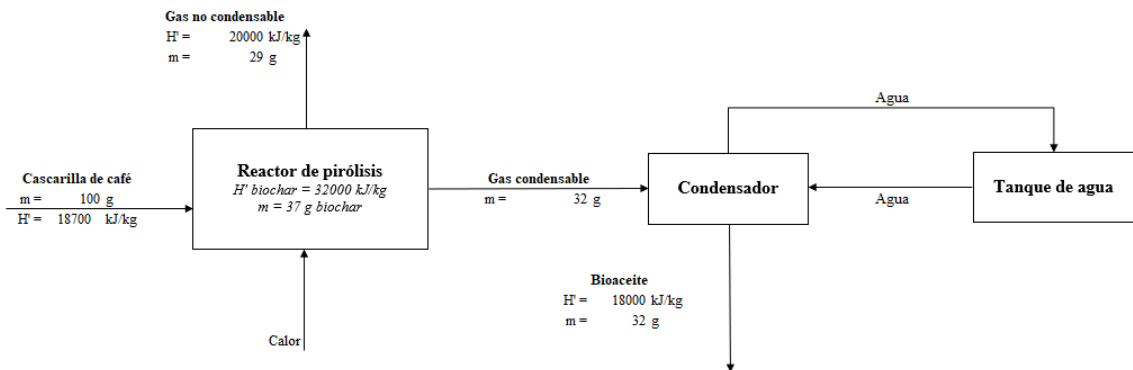 Gas no condensable
H' = 20000 kJ/kg
m = 29 g
Agua
Reactor de pirólisis
H' biochar = 32000 kJ/kg
m = 37 g biochar
Cascarilla de café
m = 100 g
H' = 18700 kJ/kg
Gas condensable
m = 32 g
Condensador
Agua
Tanque de agua
Bioaceite
H' = 18000 kJ/kg
m = 32 g
Calor